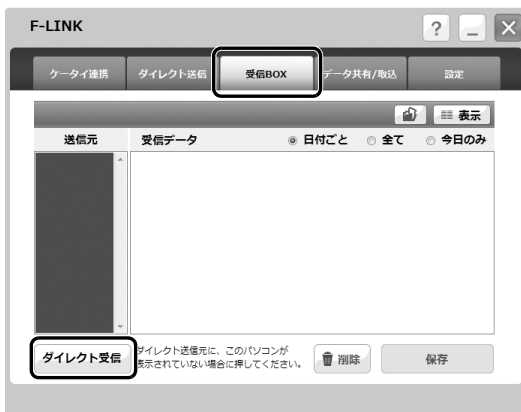 F-LINK
?
ケータイ連携 ダイレクト送信 受信BOX データ共有/取込 設定
表示
送信元 受信データ 日付ごと 全て 今日のみ
ダイレクト受信
ダイレクト送信元に、このパソコンが
表示されていない場合に押してください。
削除
保存